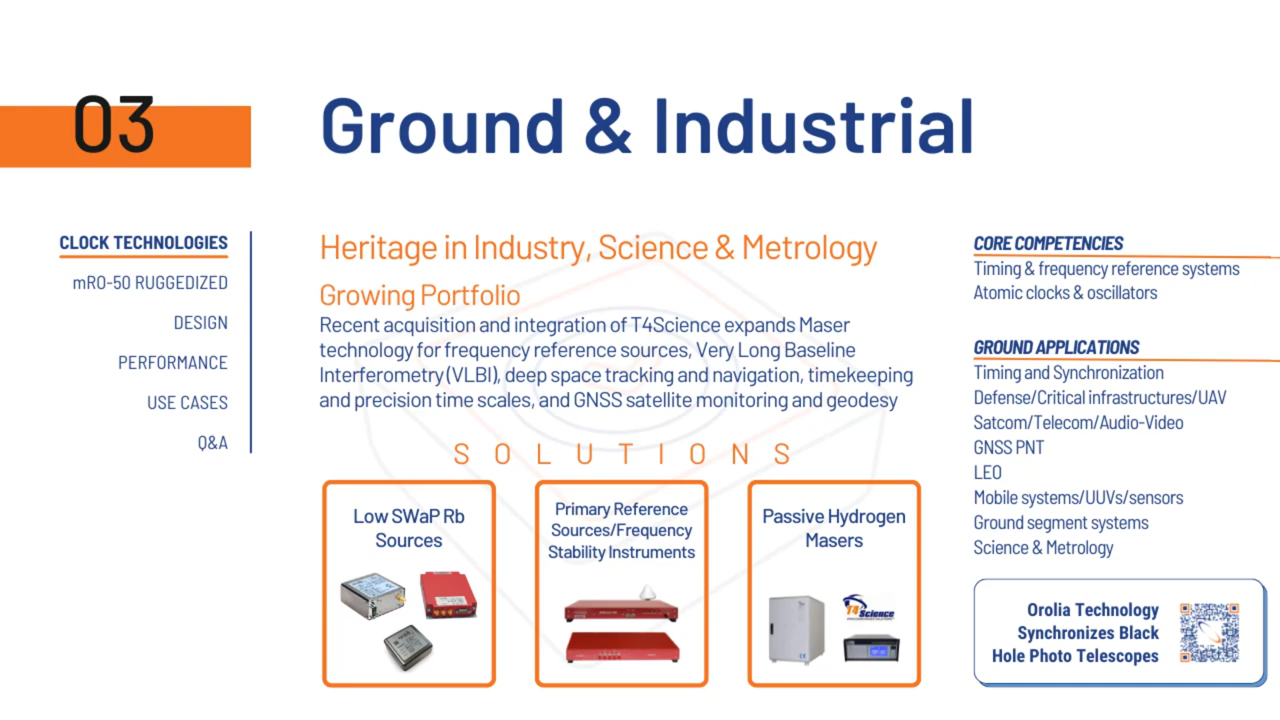 03
Ground & Industrial
CLOCK TECHNOLOGIES
mRO-50 RUGGEDIZED
DESIGN
PERFORMANCE
USE CASES
Q&A
Heritage in Industry, Science & Metrology
Growing Portfolio
Recent acquisition and integration of T4Science expands Maser
technology for frequency reference sources, Very Long Baseline
Interferometry (VLBI), deep space tracking and navigation, timekeeping
and precision time scales, and GNSS satellite monitoring and geodesy
SOLUTIONS
Low SWaP Rb
Sources
Primary Reference
Sources/Frequency
Stability Instruments
Passive Hydrogen
Masers
T4Science
CORE COMPETENCIES
Timing & frequency reference systems
Atomic clocks & oscillators
GROUND APPLICATIONS
Timing and Synchronization
Defense/Critical infrastructures/UAV
Satcom/Telecom/Audio-Video
GNSS PNT
LEO
Mobile systems/UUVs/sensors
Ground segment systems
Science & Metrology
Orolia Technology
Synchronizes Black
Hole Photo Telescopes